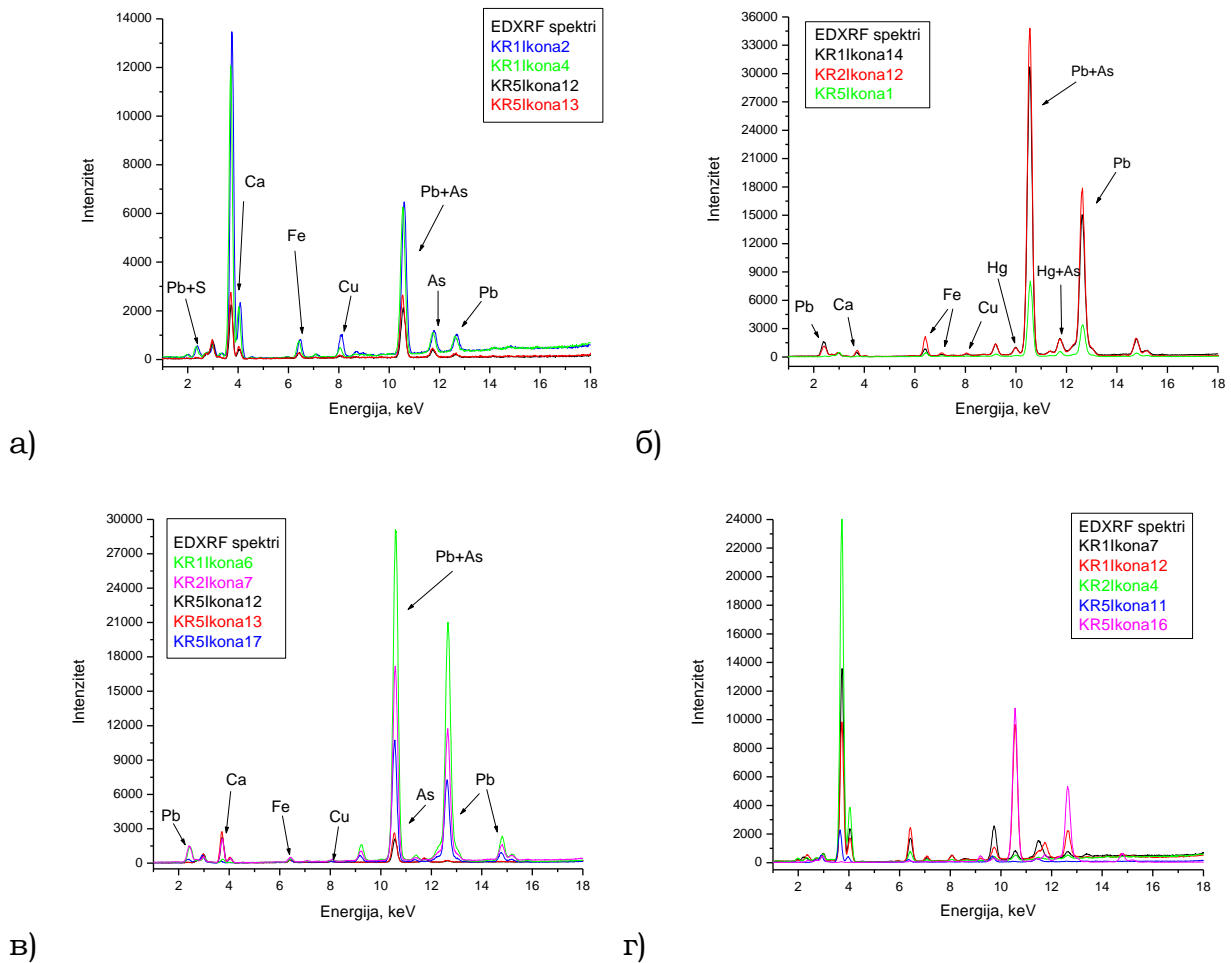 14000
12000
10000
8000
6000
4000
2000
0
Intenzitet
EDXRF spektri
KR1Ikona2
KR1Ikona4
KR5Ikona12
KR5Ikona13
Ca
Pb+As
Fe
Cu
As
Pb
Pb+S
2 4 6 8 10 12 14 16 18
Energija, keV
а)
36000
33000
30000
27000
24000
21000
18000
15000
12000
9000
6000
3000
0
Intenzitet
EDXRF spektri
KR1Ikona14
KR2Ikona12
KR5Ikona1
Pb+As
Pb
Hg
Hg+As
Pb
Ca
Fe
Cu
2 4 6 8 10 12 14 16 18
Energija, keV
б)
30000
27000
24000
21000
18000
15000
12000
9000
6000
3000
0
Intenzitet
EDXRF spektri
KR1Ikona6
KR2Ikona7
KR5Ikona12
KR5Ikona13
KR5Ikona17
Pb+As
Ca
Pb
Fe
Cu
As
Pb
2 4 6 8 10 12 14 16 18
Energija, keV
в)
24000
22000
20000
18000
16000
14000
12000
10000
8000
6000
4000
2000
0
Intenzitet
EDXRF spektri
KR1Ikona7
KR1Ikona12
KR2Ikona4
KR5Ikona11
KR5Ikona16
2 4 6 8 10 12 14 16 18
Energija, keV
г)